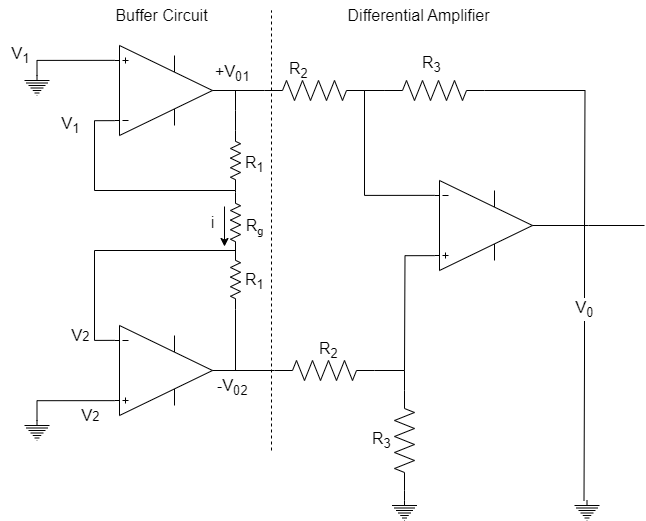 Buffer Circuit
Differential Amplifier
V1
+
+V01
R2
R3
V1
−
R1
i
Rg
−
R1
+
V0
V2
−
R2
-V02
V2
+
R3